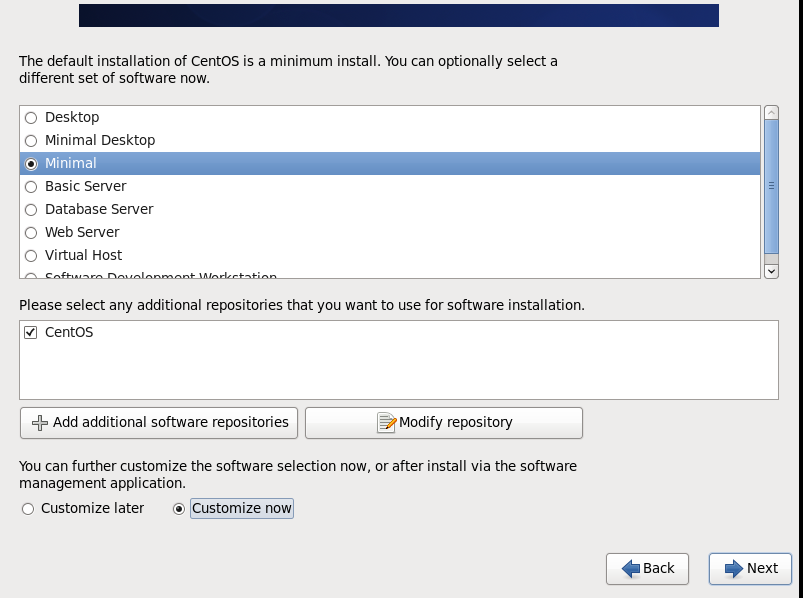 The default installation of CentOS is a minimum install. You can optionally select a
different set of software now.
Desktop
Minimal Desktop
Minimal
Basic Server
Database Server
Web Server
Virtual Host
Software Development Workstation
Please select any additional repositories that you want to use for software installation.
CentOS
Add additional software repositories
Modify repository
You can further customize the software selection now, or after install via the software
management application.
Customize later
Customize now
Back
Next